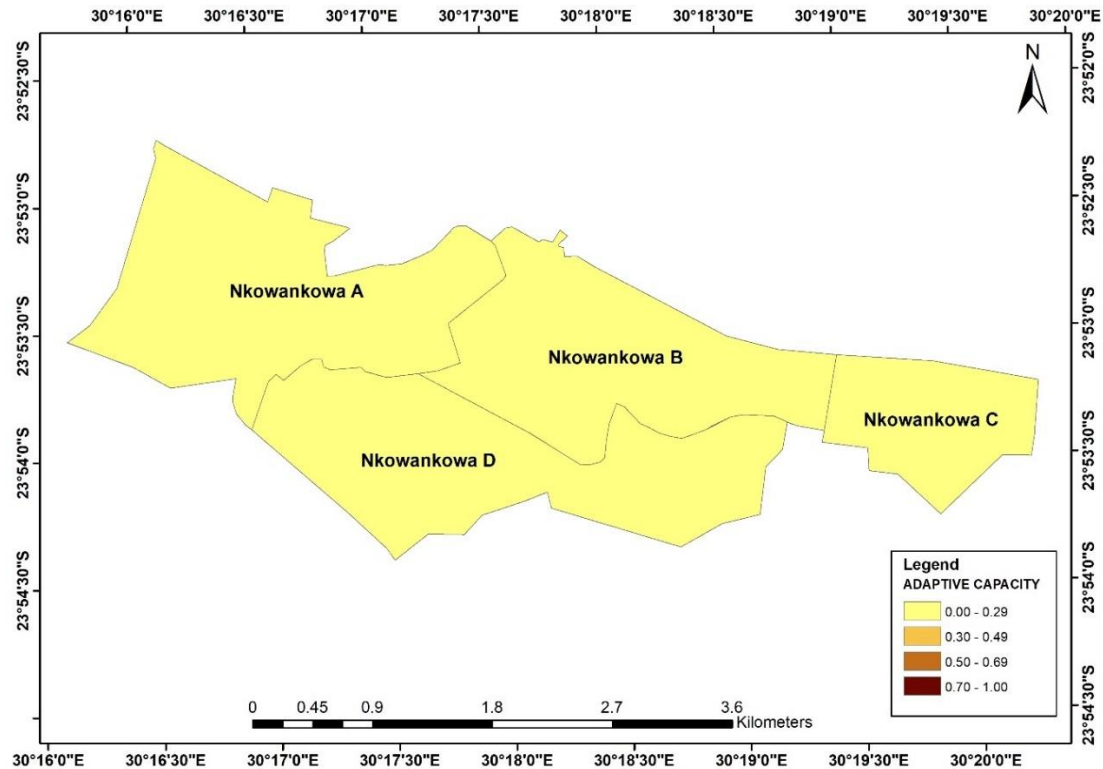 30°16'0"E 30°16'30"E 30°17'0"E 30°17'30"E 30°18'0"E 30°18'30"E 30°19'0"E 30°19'30"E 30°20'0"E
23°52'30"S
23°53'0"S
23°53'30"S
23°54'0"S
23°54'30"S
N
Nkowankowa A
Nkowankowa B
Nkowankowa C
Nkowankowa D
23°52'0"S
23°52'30"S
23°53'0"S
23°53'30"S
23°54'0"S
23°54'30"S
Legend
ADAPTIVE CAPACITY
0.00 - 0.29
0.30 - 0.49
0.50 - 0.69
0.70 - 1.00
0 0.45 0.9 1.8 2.7 3.6
Kilometers
30°16'0"E 30°16'30"E 30°17'0"E 30°17'30"E 30°18'0"E 30°18'30"E 30°19'0"E 30°19'30"E 30°20'0"E